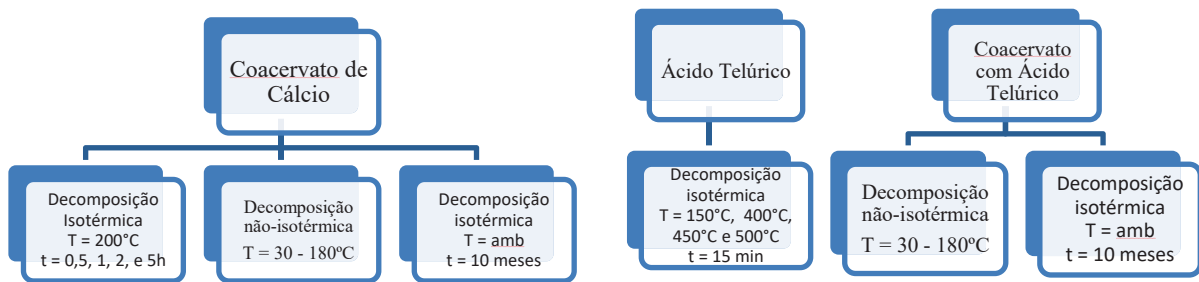 Coacervato de
Cálcio
Ácido Telúrico
Coacervato
com Ácido
Telúrico
Decomposição
Isotérmica
T = 200°C
t = 0,5, 1, 2, e 5h
Decomposição
não-isotérmica
T = 30 - 180ºC
Decomposição
isotérmica
T = amb
t = 10 meses
Decomposição
isotérmica
T = 150°C, 400°C,
450°C e 500°C
t = 15 min
Decomposição
não-isotérmica
T = 30 - 180ºC
Decomposição
isotérmica
T = amb
t = 10 meses